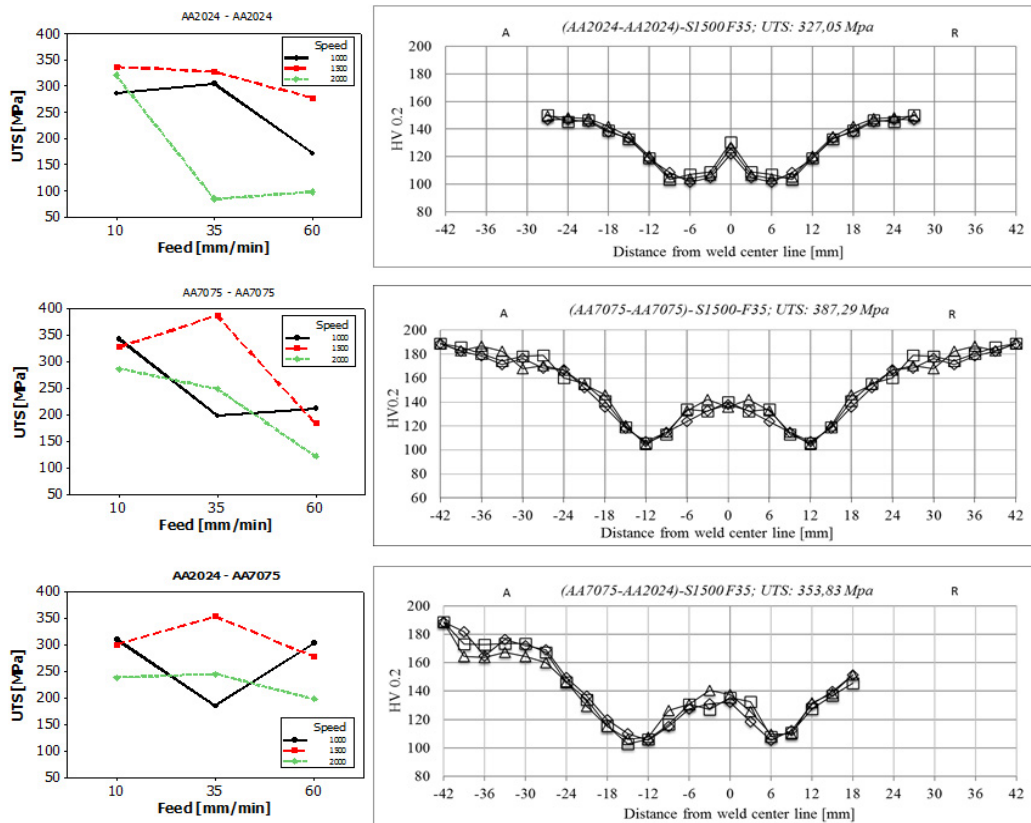 AA2024 - AA2024
UTS[MPa]
400
350
300
250
200
150
100
50
Speed
1000
1500
2000
10 35 60
Feed [mm/min]
(AA2024-AA2024)-S1500F35; UTS: 327,05 Mpa
A R
HV 0.2
200
180
160
140
120
100
80
-42 -36 -30 -24 -18 -12 -6 0 6 12 18 24 30 36 42
Distance from weld center line [mm]
AA7075 - AA7075
UTS[MPa]
400
350
300
250
200
150
100
50
Speed
1000
1500
2000
10 35 60
Feed [mm/min]
(AA7075-AA7075)-S1500-F35; UTS: 387,29 Mpa
A R
HV0.2
200
180
160
140
120
100
80
60
-42 -36 -30 -24 -18 -12 -6 0 6 12 18 24 30 36 42
Distance from weld center line [mm]
AA2024 - AA7075
UTS[MPa]
400
350
300
250
200
150
100
50
Speed
1000
1500
2000
10 35 60
Feed [mm/min]
(AA7075-AA2024)-S1500F35; UTS: 353,83 Mpa
A R
HV 0.2
200
180
160
140
120
100
80
-42 -36 -30 -24 -18 -12 -6 0 6 12 18 24 30 36 42
Distance from weld center line [mm]